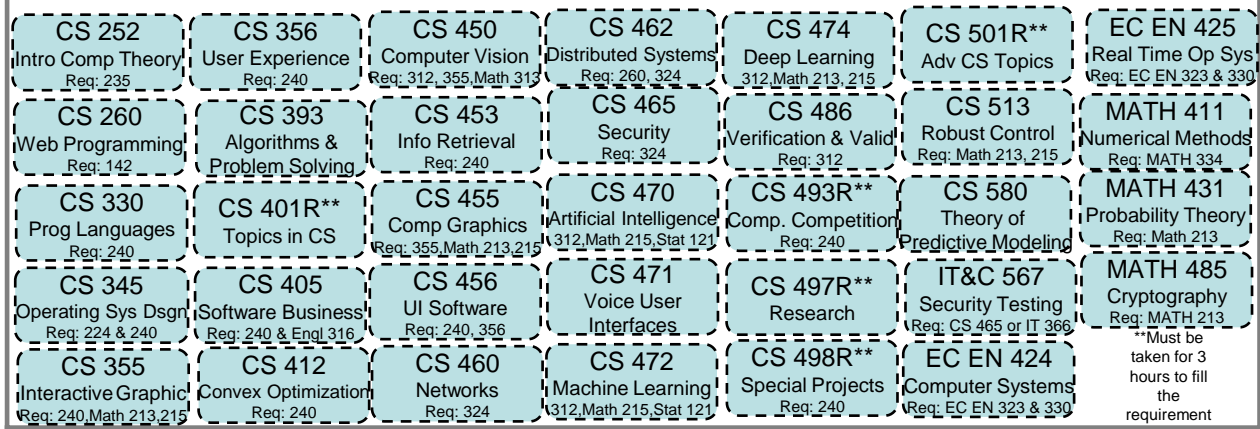 CS 252
Intro Comp Theory
Req: 235
CS 260
Web Programming
Req: 142
CS 330
Prog Languages
Req: 240
CS 345
Operating Sys Dsgn
Req: 224 & 240
CS 355
Interactive Graphic
Req: 240,Math 213,215
CS 356
User Experience
Req: 240
CS 393
Algorithms &
Problem Solving
CS 401R**
Topics in CS
CS 405
Software Business
Req: 240 & Engl 316
CS 412
Convex Optimization
Req: 240
CS 450
Computer Vision
Req: 312, 355,Math 313
CS 453
Info Retrieval
Req: 240
CS 455
Comp Graphics
Req: 355,Math 213,215
CS 456
UI Software
Req: 240, 356
CS 460
Networks
Req: 324
CS 462
Distributed Systems
Req: 260, 324
CS 465
Security
Req: 324
CS 470
Artificial Intelligence
312,Math 215,Stat 121
CS 471
Voice User
Interfaces
CS 472
Machine Learning
312,Math 215,Stat 121
CS 474
Deep Learning
312,Math 213, 215
CS 486
Verification & Valid
Req: 312
CS 493R**
Comp. Competition
Req: 240
CS 497R**
Research
CS 498R**
Special Projects
Req: 240
CS 501R**
Adv CS Topics
CS 513
Robust Control
Req: Math 213, 215
CS 580
Theory of
Predictive Modeling
IT&C 567
Security Testing
Req: CS 465 or IT 366
EC EN 424
Computer Systems
Req: EC EN 323 & 330
EC EN 425
Real Time Op Sys
Req: EC EN 323 & 330
MATH 411
Numerical Methods
Req: MATH 334
MATH 431
Probability Theory
Req: Math 213
MATH 485
Cryptography
Req: MATH 213
**Must be
taken for 3
hours to fill
the
requirement